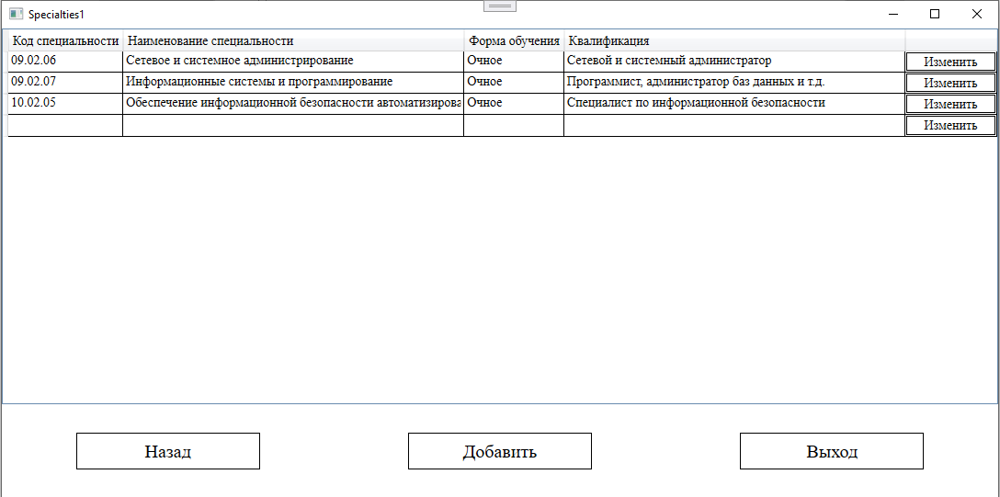 Specialties1
Код специальности Наименование специальности Форма обучения Квалификация
09.02.06 Сетевое и системное администрирование Очное Сетевой и системный администратор Изменить
09.02.07 Информационные системы и программирование Очное Программист, администратор баз данных и т.д. Изменить
10.02.05 Обеспечение информационной безопасности автоматизирова Очное Специалист по информационной безопасности Изменить
Изменить
Назад Добавить Выход